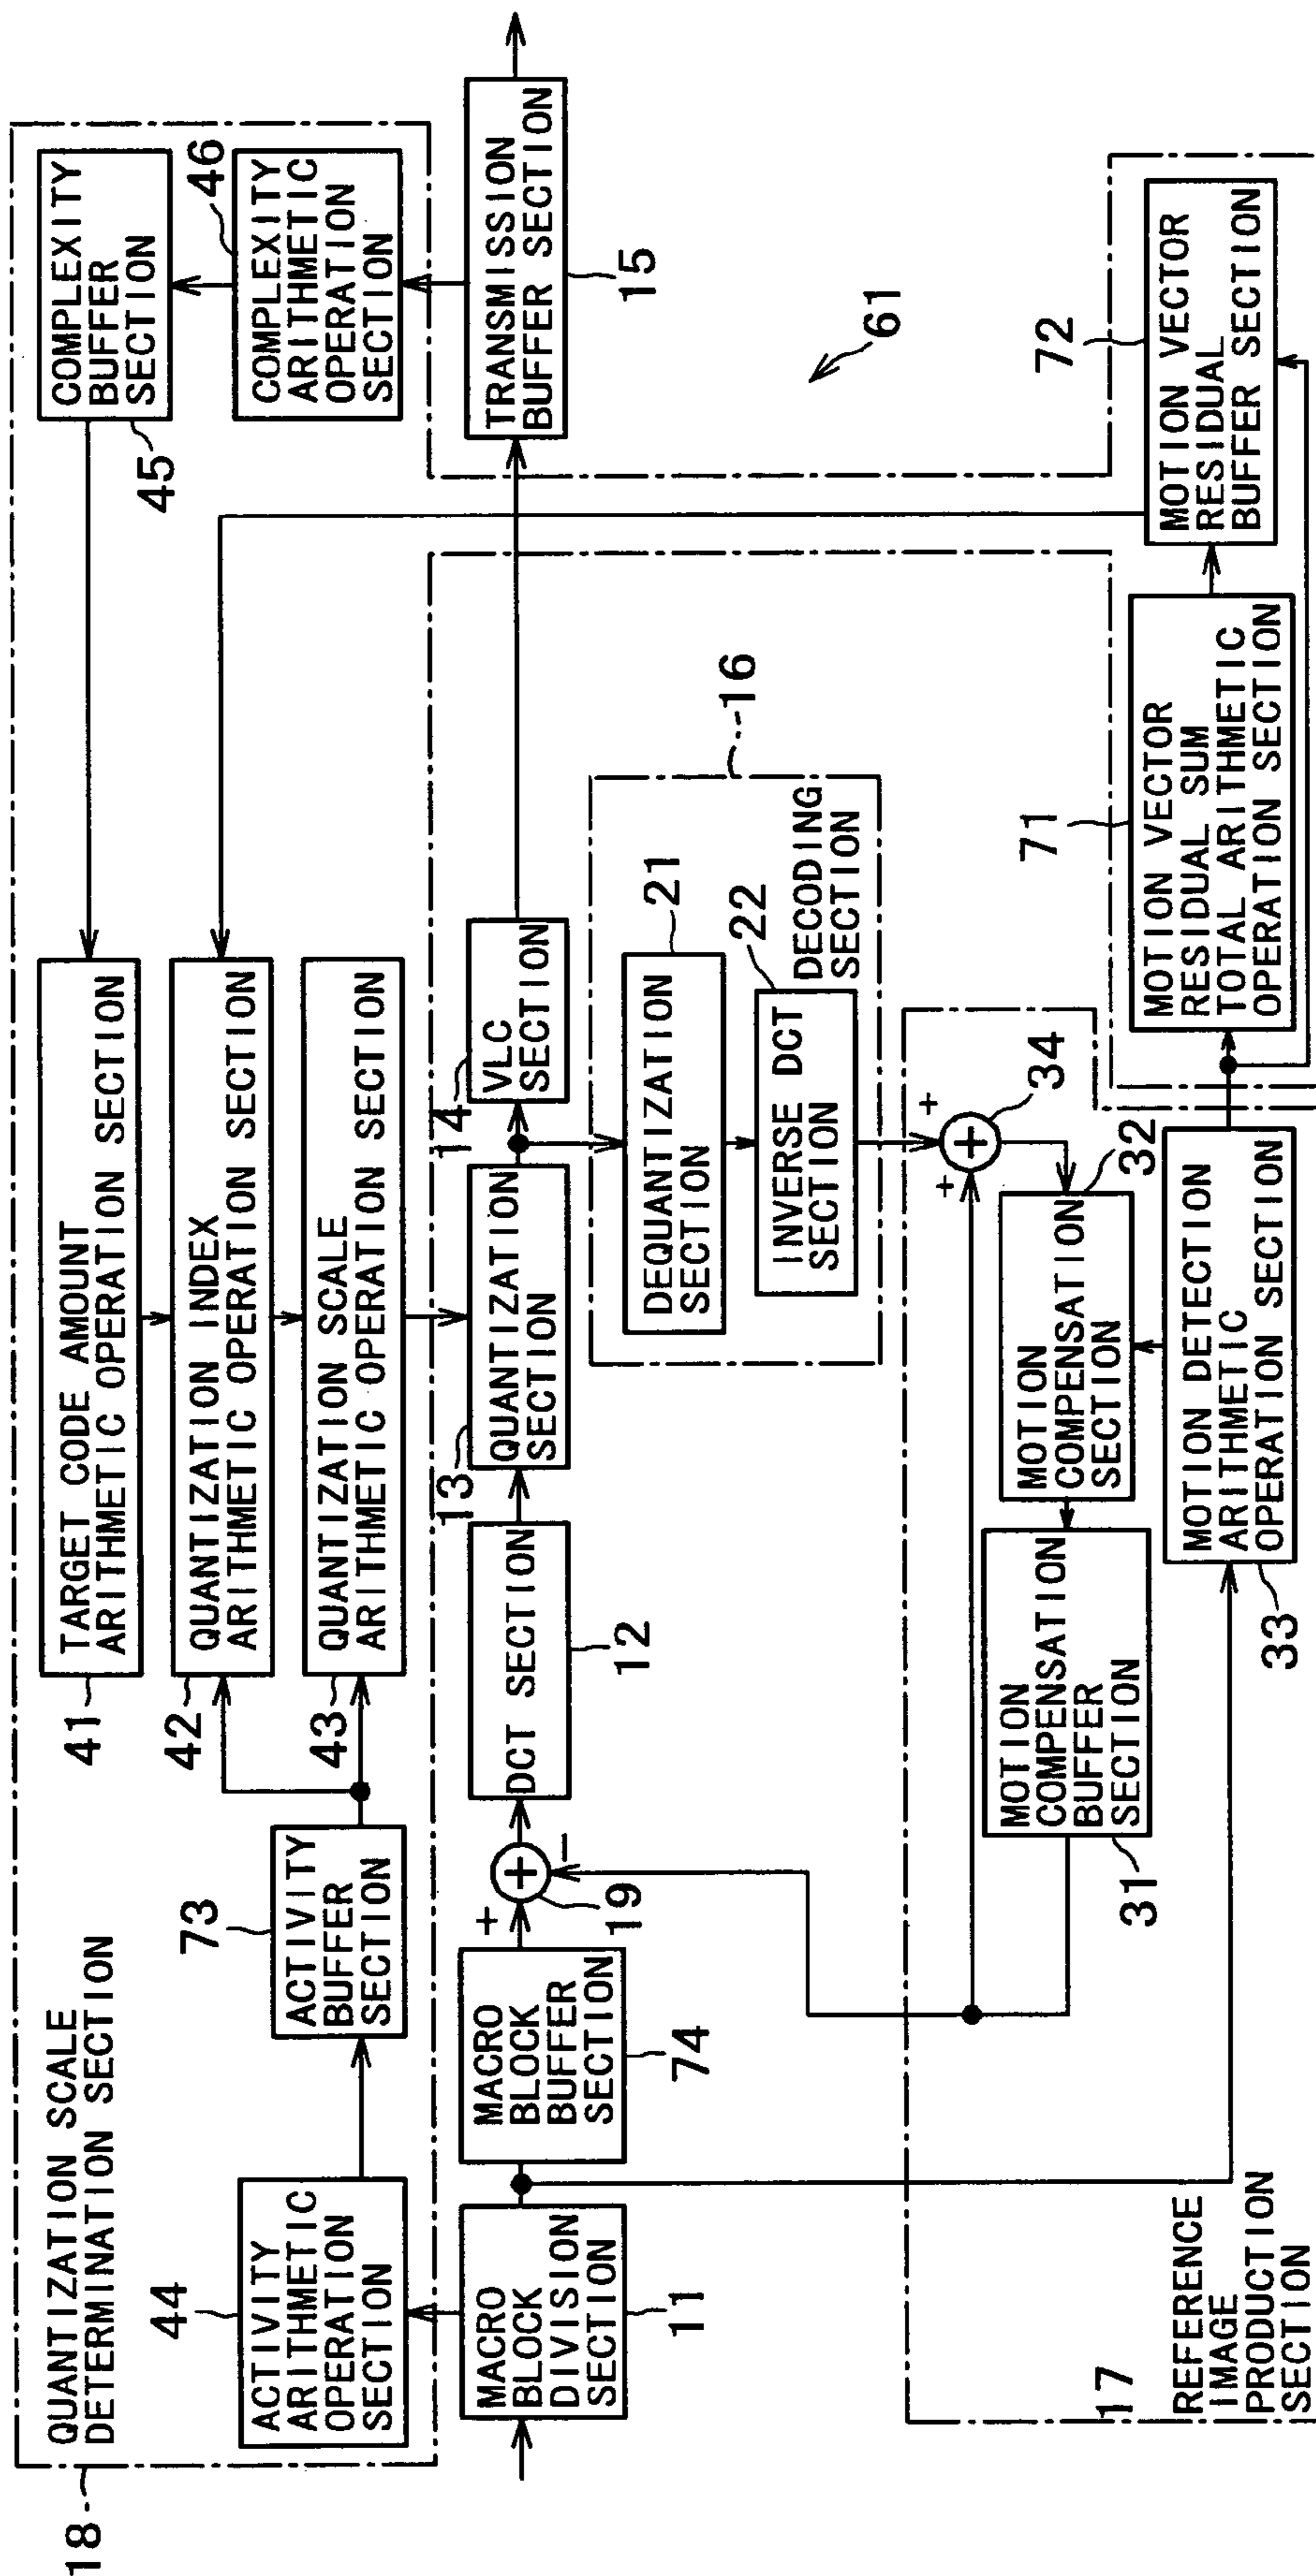 QUANTIZATION SCALE
DETERMINATION SECTION
18
TARGET CODE AMOUNT
ARITHMETIC OPERATION SECTION
41
QUANTIZATION INDEX
ARITHMETIC OPERATION SECTION
42
QUANTIZATION SCALE
ARITHMETIC OPERATION SECTION
43
COMPLEXITY
BUFFER
SECTION
45
COMPLEXITY
ARITHMETIC
OPERATION
SECTION
46
44
ACTIVITY
ARITHMETIC
OPERATION
SECTION
73
ACTIVITY
BUFFER
SECTION
MACRO
BLOCK
DIVISION
SECTION
11
MACRO
BLOCK
BUFFER
SECTION
74
+
+
−
19
DCT SECTION
12
13
QUANTIZATION
SECTION
14
VLC
SECTION
TRANSMISSION
BUFFER SECTION
15
61
16
DECODING
SECTION
21
DEQUANTIZATION
SECTION
22
INVERSE DCT
SECTION
+
+
+
34
32
MOTION
COMPENSATION
SECTION
MOTION
COMPENSATION
BUFFER
SECTION
31
MOTION DETECTION
ARITHMETIC
OPERATION SECTION
33
17
REFERENCE
IMAGE
PRODUCTION
SECTION
71
MOTION VECTOR
RESIDUAL SUM
TOTAL ARITHMETIC
OPERATION SECTION
72
MOTION VECTOR
RESIDUAL
BUFFER SECTION